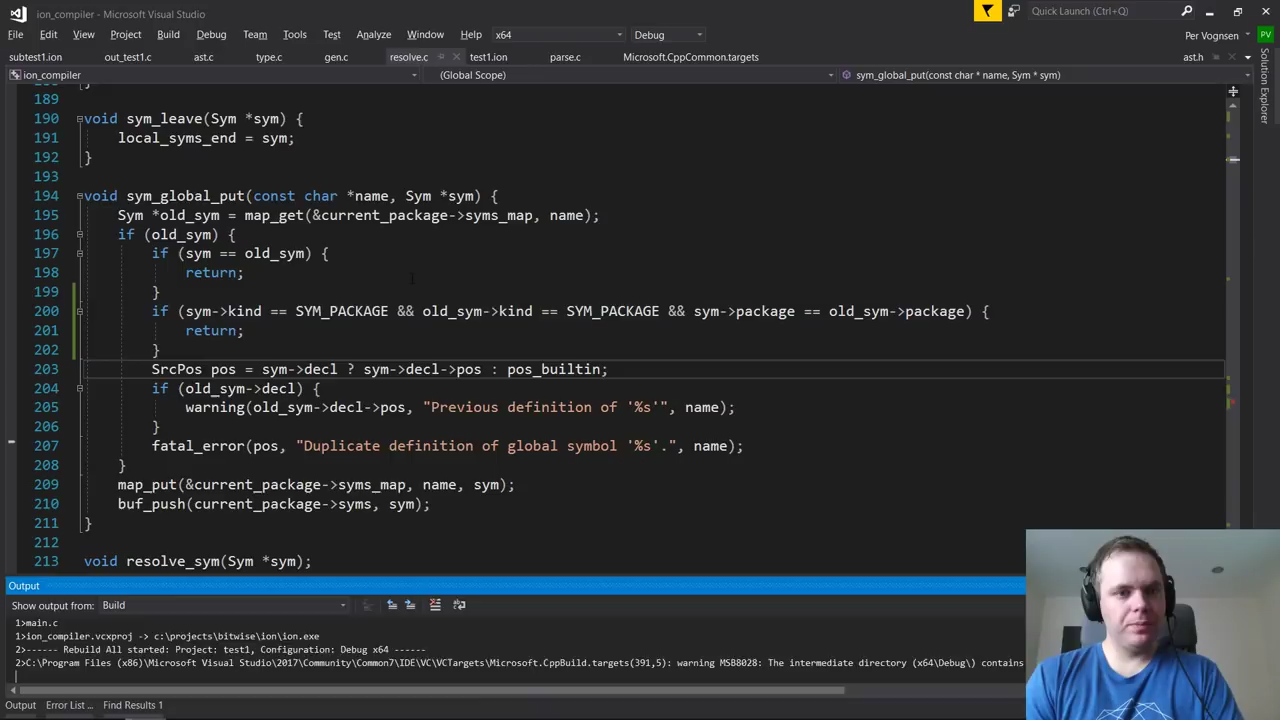 ion_compiler - Microsoft Visual Studio
Quick Launch (Ctrl+Q)
File Edit View Project Build Debug Team Tools Test Analyze Window Help x64 Debug Per Vognsen PV
subtest1.ion out_test1.c ast.c type.c gen.c resolve.c test1.ion parse.c Microsoft.CppCommon.targets ast.h
ion_compiler (Global Scope) sym_global_put(const char * name, Sym * sym)
Solution Explorer
189
190 void sym_leave(Sym *sym) {
191 local_syms_end = sym;
192 }
193
194 void sym_global_put(const char *name, Sym *sym) {
195 Sym *old_sym = map_get(&current_package->syms_map, name);
196 if (old_sym) {
197 if (sym == old_sym) {
198 return;
199 }
200 if (sym->kind == SYM_PACKAGE && old_sym->kind == SYM_PACKAGE && sym->package == old_sym->package) {
201 return;
202 }
203 SrcPos pos = sym->decl ? sym->decl->pos : pos_builtin;
204 if (old_sym->decl) {
205 warning(old_sym->decl->pos, "Previous definition of '%s'", name);
206 }
207 fatal_error(pos, "Duplicate definition of global symbol '%s'.", name);
208 }
209 map_put(&current_package->syms_map, name, sym);
210 buf_push(current_package->syms, sym);
211 }
212
213 void resolve_sym(Sym *sym);
Output
Show output from: Build
1>main.c
1>ion_compiler.vcxproj -> c:\projects\bitwise\ion\ion.exe
2>------ Rebuild All started: Project: test1, Configuration: Debug x64 ------
2>C:\Program Files (x86)\Microsoft Visual Studio\2017\Community\Common7\IDE\VC\VCTargets\Microsoft.CppBuild.targets(391,5): warning MSB8028: The intermediate directory (x64\Debug\) contains
Output Error List ... Find Results 1